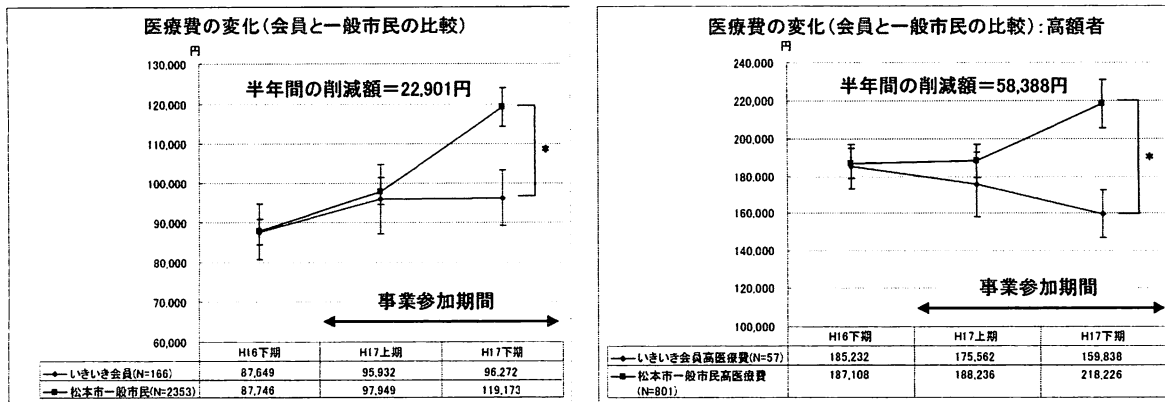 医療費の変化(会員と一般市民の比較)
円
130,000
120,000
110,000
100,000
90,000
80,000
70,000
60,000
半年間の削減額=22,901円
*
事業参加期間
H16下期 H17上期 H17下期
いきいき会員(N=166) 87,649 95,932 96,272
松本市一般市民(N=2353) 87,746 97,949 119,173
医療費の変化(会員と一般市民の比較):高額者
円
240,000
220,000
200,000
180,000
160,000
140,000
120,000
100,000
半年間の削減額=58,388円
*
事業参加期間
H16下期 H17上期 H17下期
いきいき会員高医療費(N=57) 185,232 175,562 159,838
松本市一般市民高医療費 187,108 188,236 218,226
(N=801)